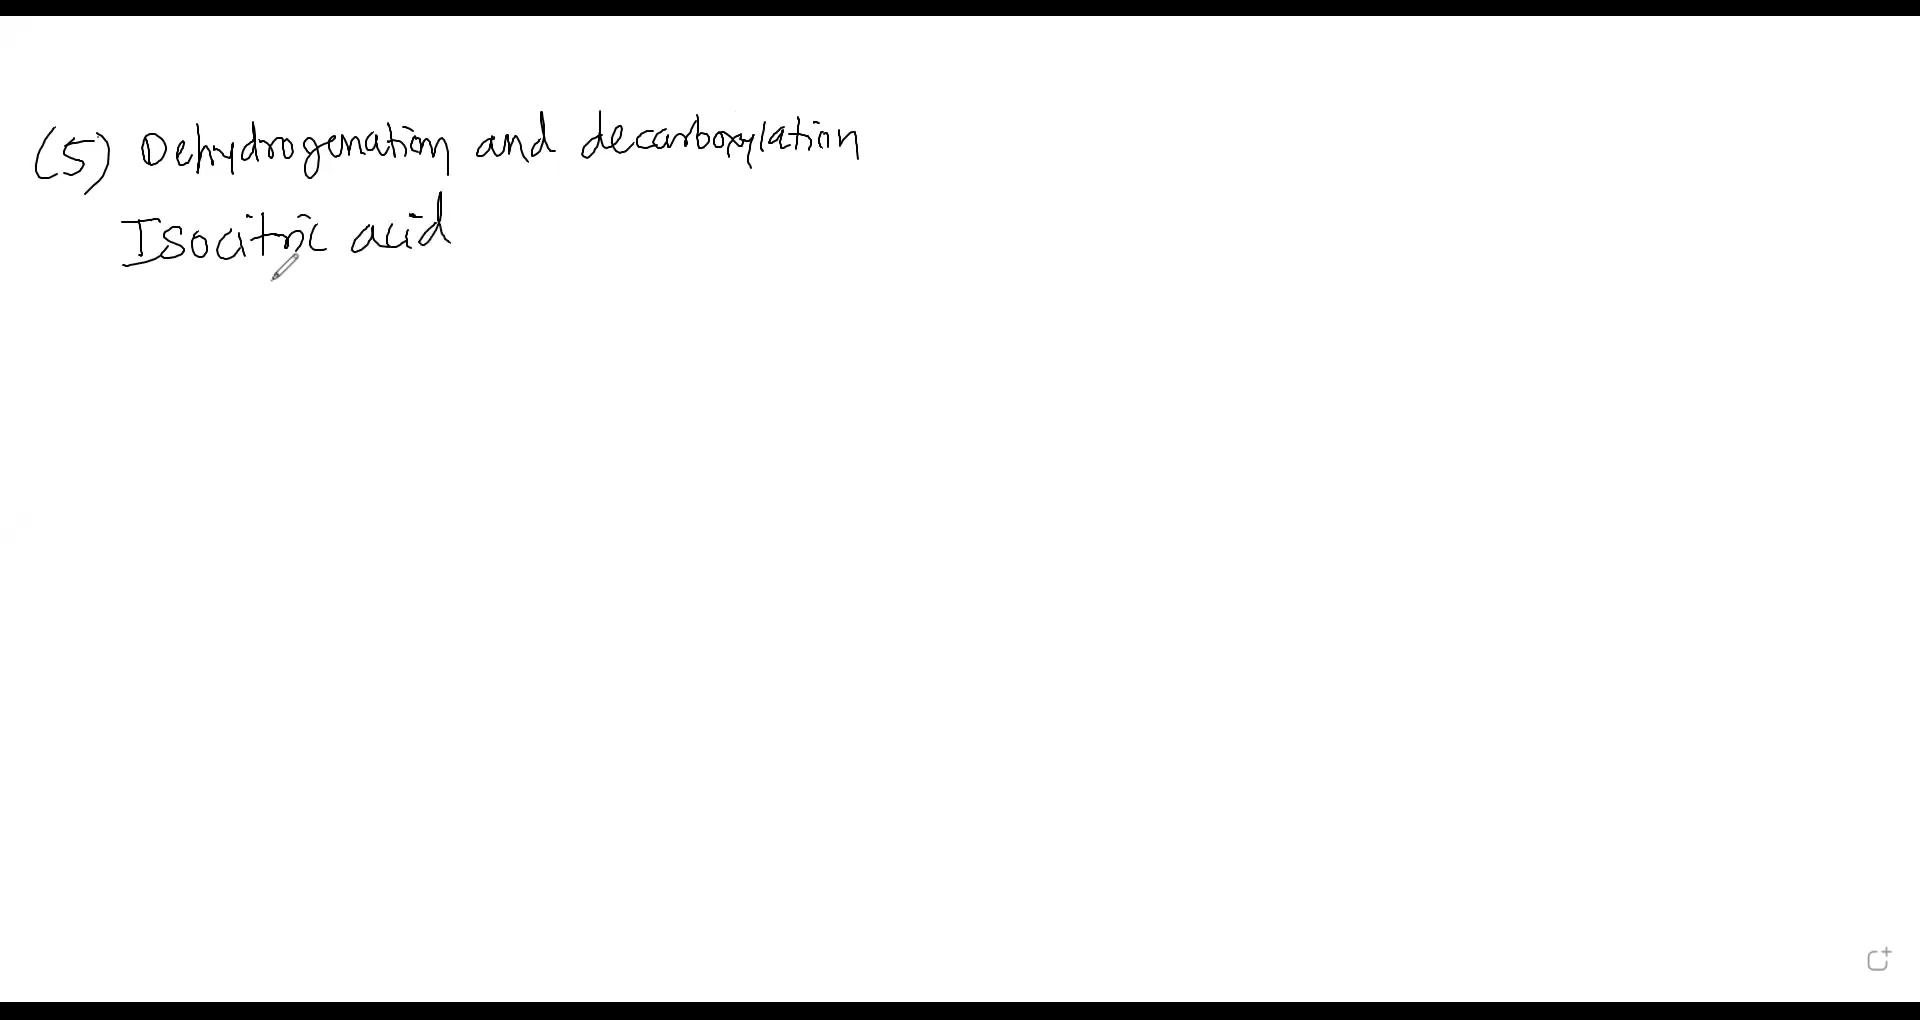 (5) Dehydrogenation and decarboxylation
Isocitric acid